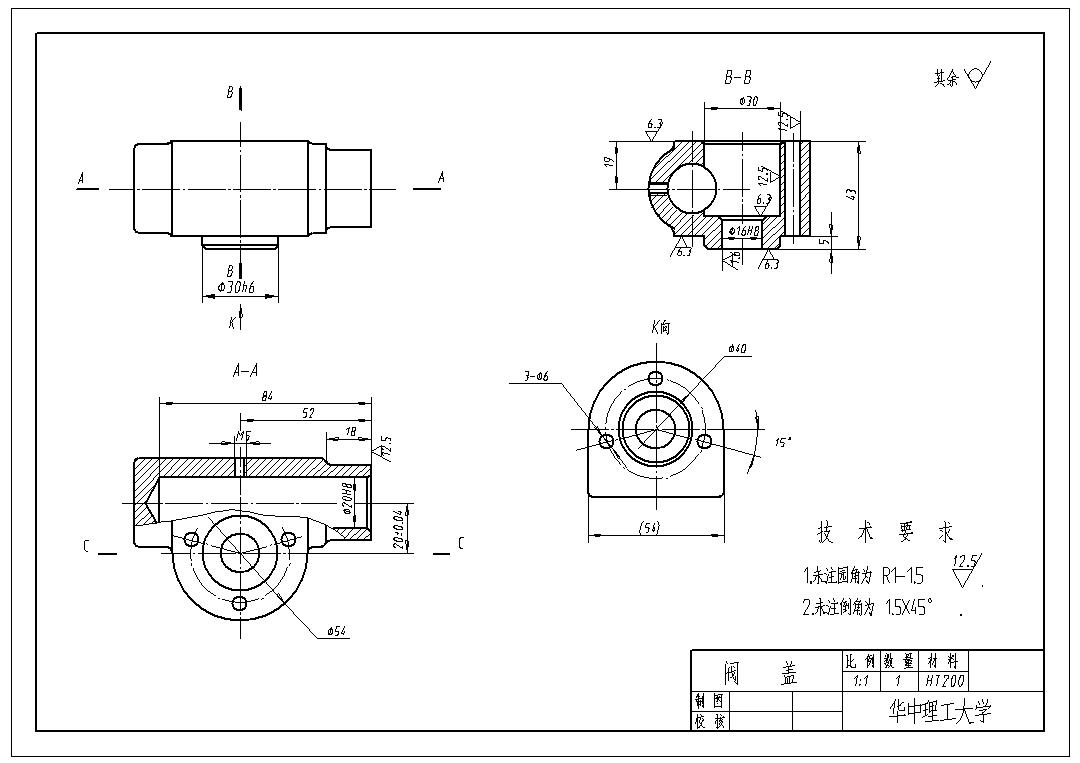 B
A A
B
Φ30h6
K
B-B
Φ30
6.3
12.5
19
12.5
6.3
Φ16H8
43
5
6.3
1.6
6.3
其余
A-A
84
52
M6
18
12.5
Φ20H8
20±0.04
C C
Φ54
K向
3-Φ6
Φ40
15°
(54)
技术要求
1.未注圆角为 R1-1.5
12.5
2.未注倒角为 1.5X45°.
阀 盖
比例 数量 材料
1:1 1 HT200
制图
校核
华中理工大学